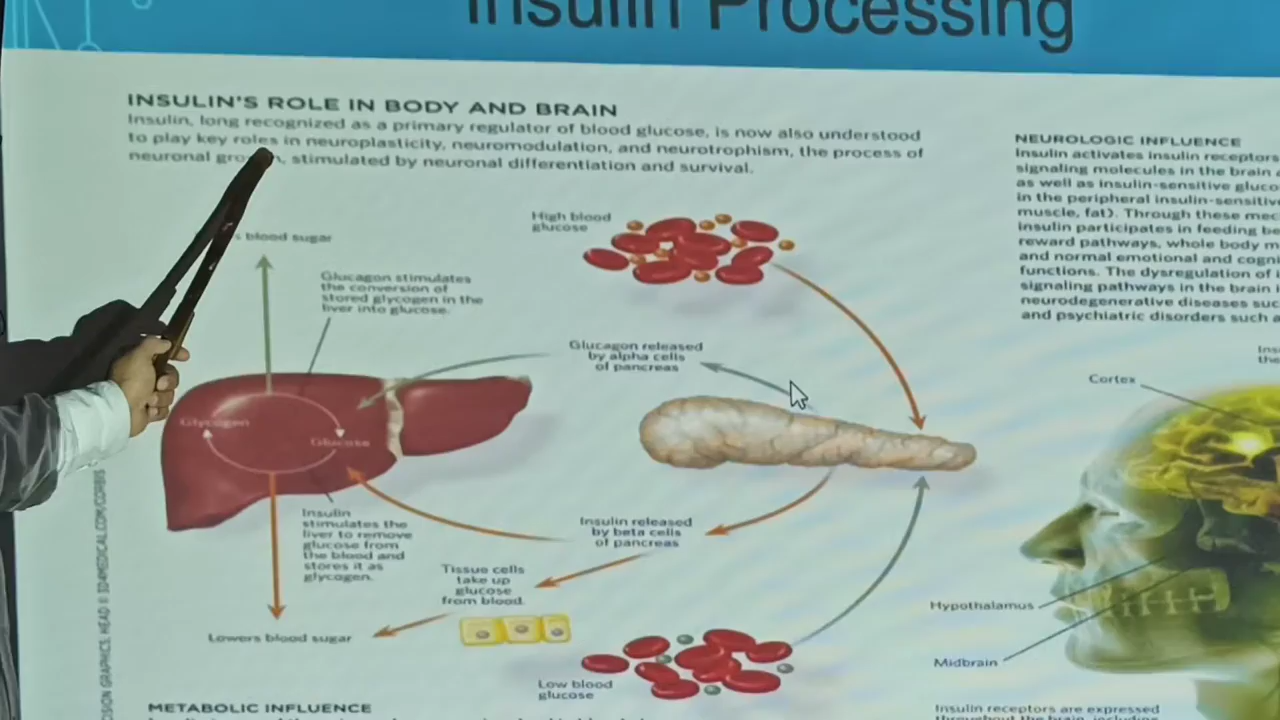 Insulin Processing
INSULIN'S ROLE IN BODY AND BRAIN
Insulin, long recognized as a primary regulator of blood glucose, is now also understood
to play key roles in neuroplasticity, neuromodulation, and neurotrophism, the process of
neuronal stimulated by neuronal differentiation and survival.
NEUROLOGIC INFLUENCE
Insulin activates insulin receptors
signaling molecules in the brain
as well as insulin-sensitive
in the peripheral
muscle, fat). Through these
insulin participates in feeding
reward pathways, whole body
and normal emotional and
functions. The dysregulation of
signaling pathways in the brain
neurodegenerative diseases
and psychiatric disorders such
High blood
glucose
blood sugar
Glucagon stimulates
the conversion of
stored glycogen in the
liver into glucose.
Glucagon released
by alpha cells
of pancreas
Cortex
Glycogen
Glucose
Insulin
stimulates the
liver to remove
glucose from
the blood and
stores it as
glycogen.
Insulin released
by beta cells
of pancreas
Tissue cells
take up
glucose
from blood.
Lowers blood sugar
Low blood
glucose
Hypothalamus
Midbrain
GRAPHICS; HEAD © 3D4MEDICAL.COM/CORBIS
METABOLIC INFLUENCE
Insulin receptors are expressed
throughout the brain, including